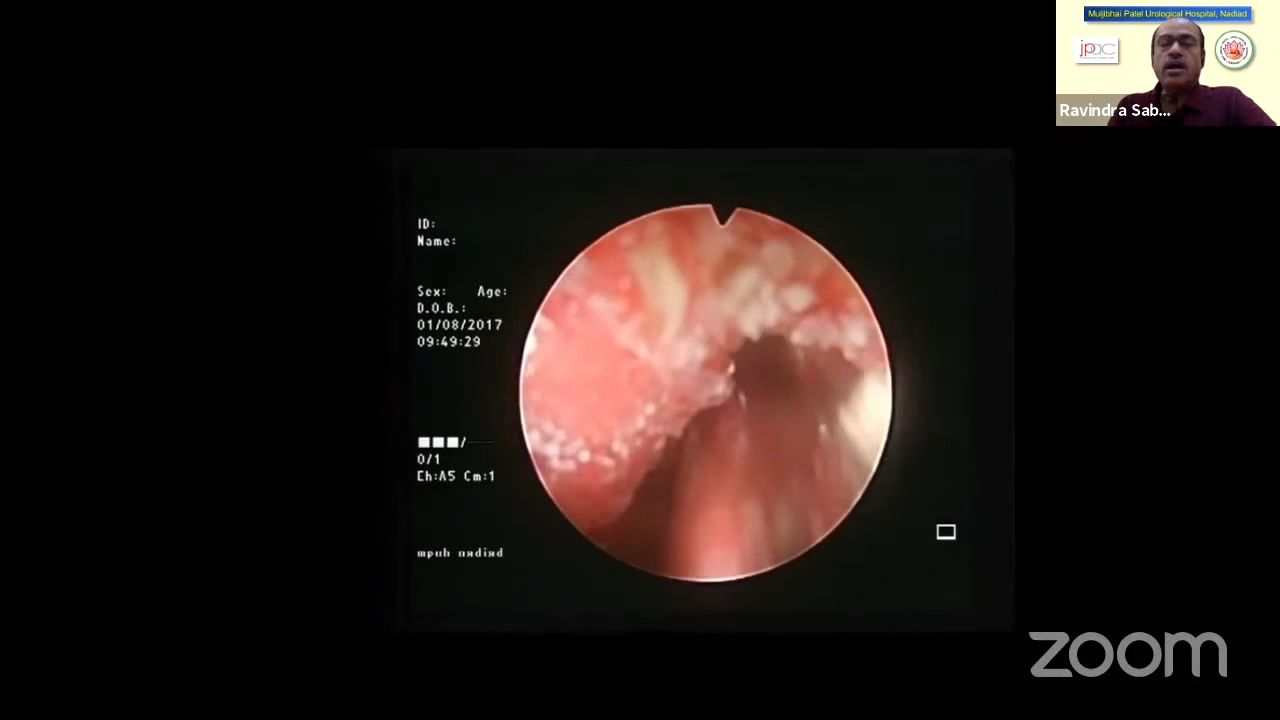 Muljibhai Patel Urological Hospital, Nadiad
jpac
Ravindra Sab...
ID:
Name:
Sex: Age:
D.O.B.:
01/08/2017
09:49:29
■■■/----
0/1
Eh:A5 Cm:1
mpuh nadiad
zoom